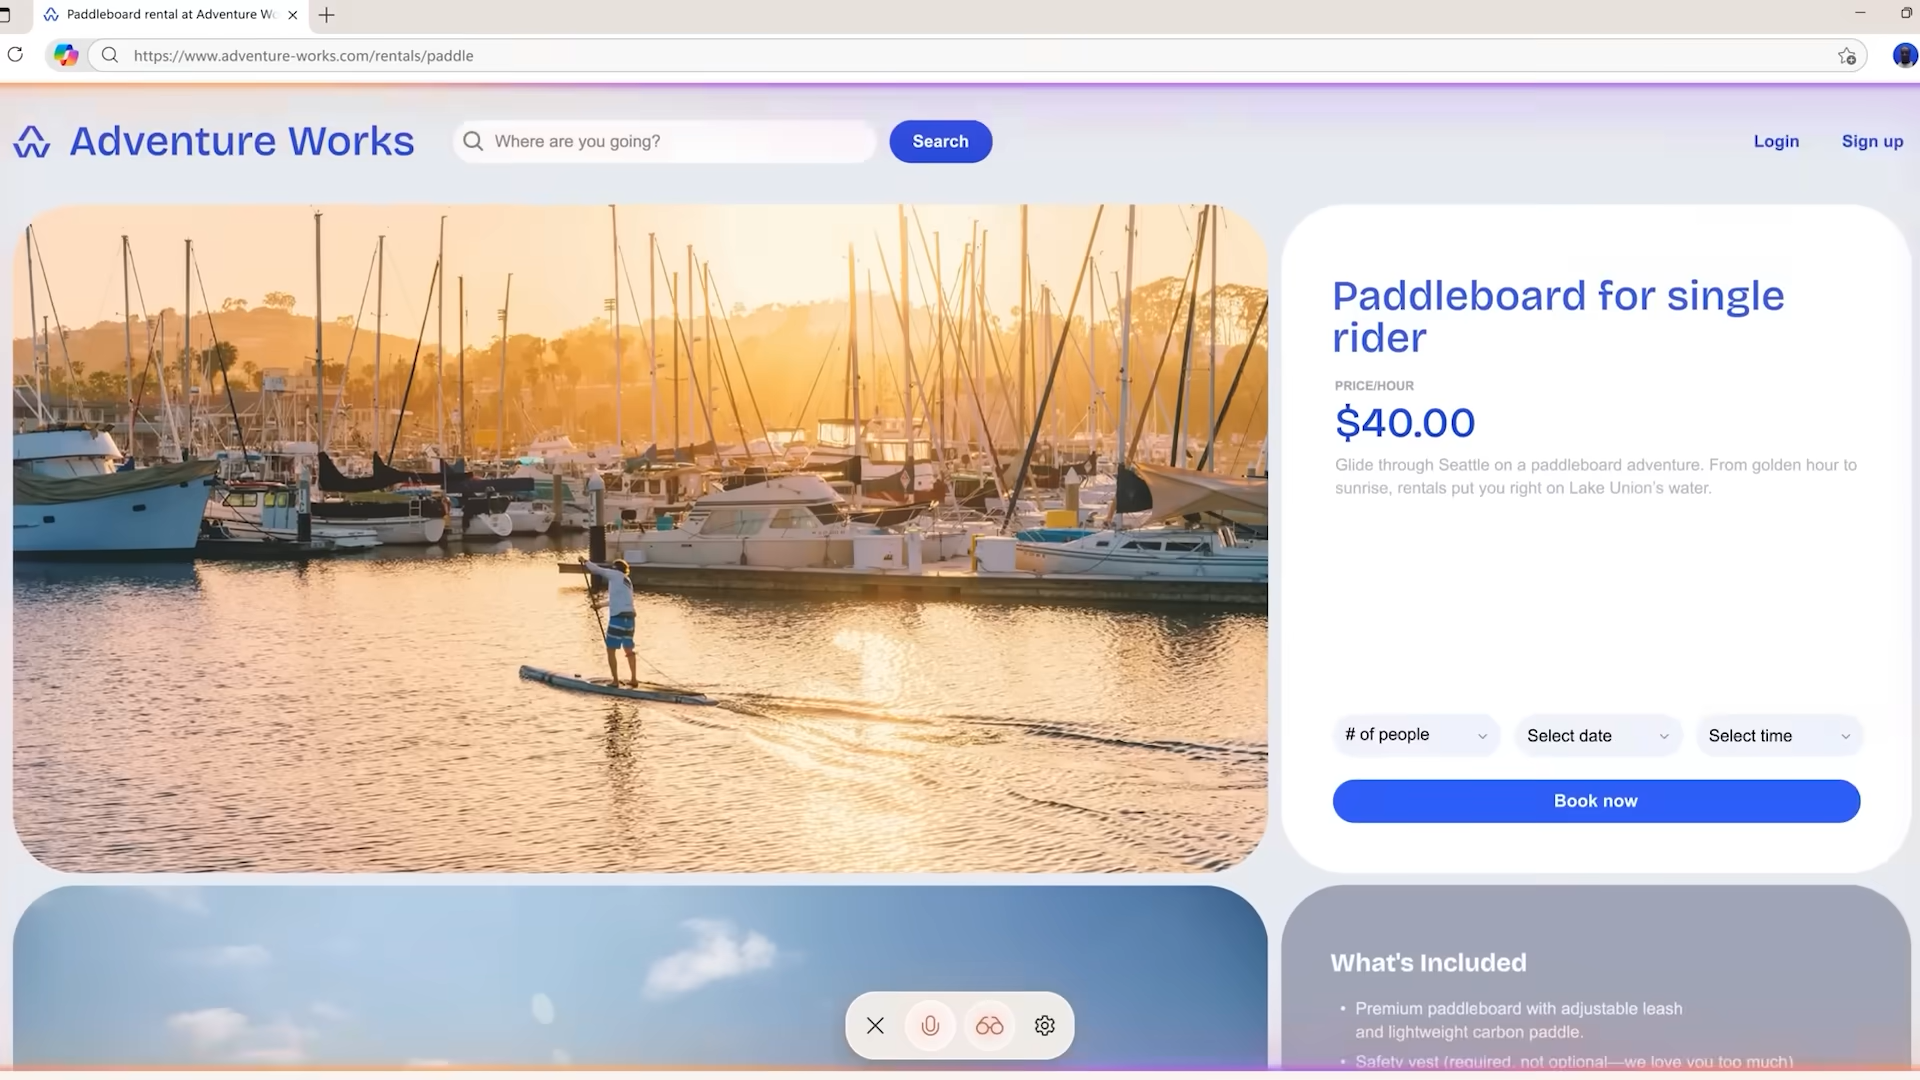 Paddleboard rental at Adventure Wo
https://www.adventure-works.com/rentals/paddle
Adventure Works
Where are you going?
Search
Login
Sign up
Paddleboard for single
rider
PRICE/HOUR
$40.00
Glide through Seattle on a paddleboard adventure. From golden hour to
sunrise, rentals put you right on Lake Union's water.
# of people
Select date
Select time
Book now
What's Included
• Premium paddleboard with adjustable leash
and lightweight carbon paddle.
• Safety vest (required, not optional—we love you too much)